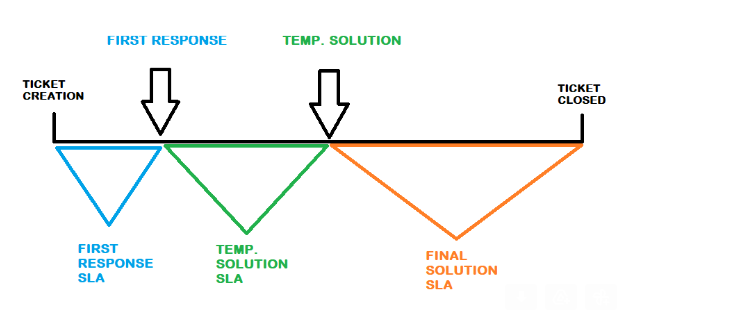 FIRST RESPONSE
TEMP. SOLUTION
TICKET
CREATION
TICKET
CLOSED
FIRST
RESPONSE
SLA
TEMP.
SOLUTION
SLA
FINAL
SOLUTION
SLA